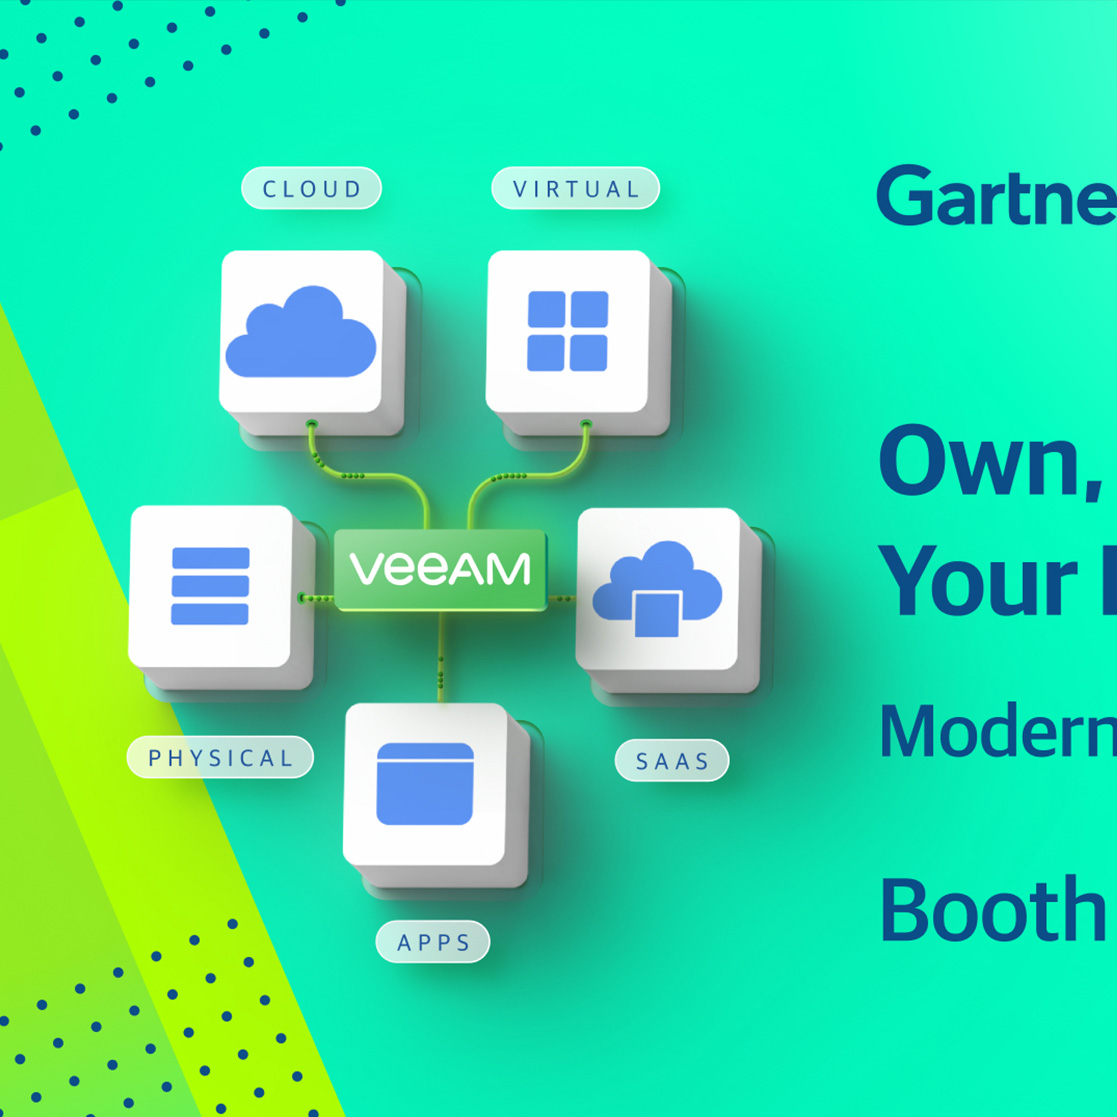 CLOUD
VIRTUAL
Gartne
Own,
Your
veeAM
Modern
PHYSICAL
SAAS
Booth
APPS